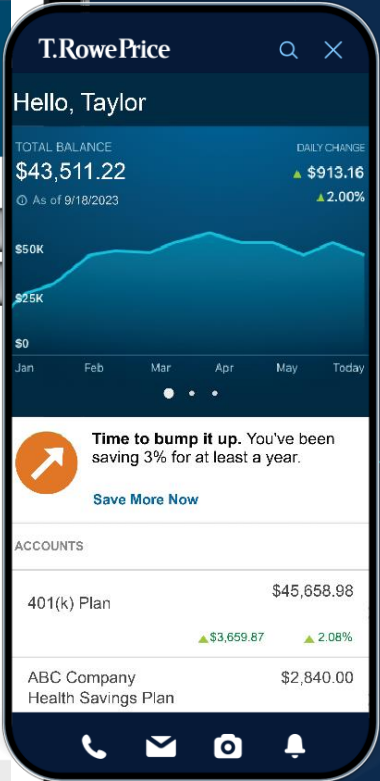 T.RowePrice
Hello, Taylor
TOTAL BALANCE
$43,511.22
As of 9/18/2023
DAILY CHANGE
$913.16
2.00%
$50K
$25K
$0
Jan Feb Mar Apr May Today
Time to bump it up. You've been
saving 3% for at least a year.
Save More Now
ACCOUNTS
401(k) Plan
$45,658.98
$3,659.87 2.08%
ABC Company
Health Savings Plan
$2,840.00